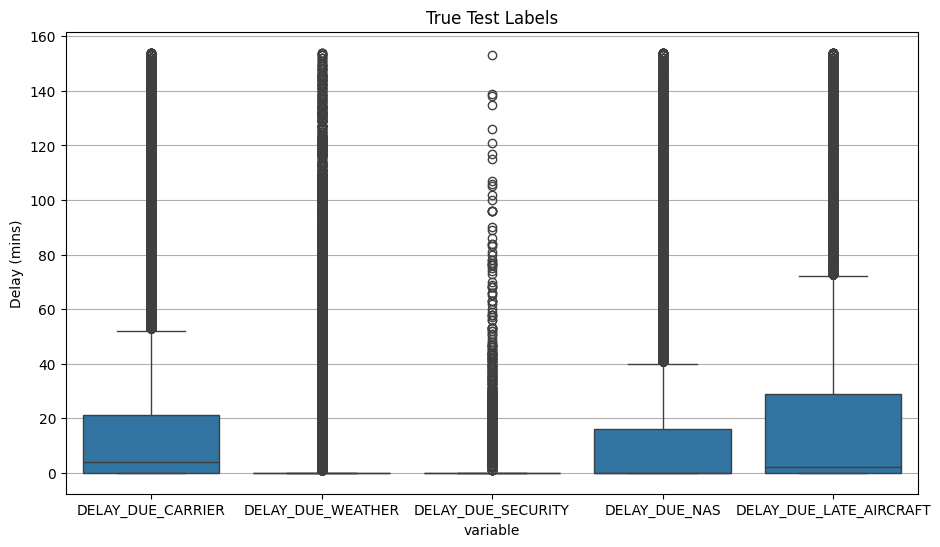 True Test Labels
Delay (mins)
160
140
120
100
80
60
40
20
0
DELAY_DUE_CARRIER
DELAY_DUE_WEATHER
DELAY_DUE_SECURITY
DELAY_DUE_NAS
DELAY_DUE_LATE_AIRCRAFT
variable